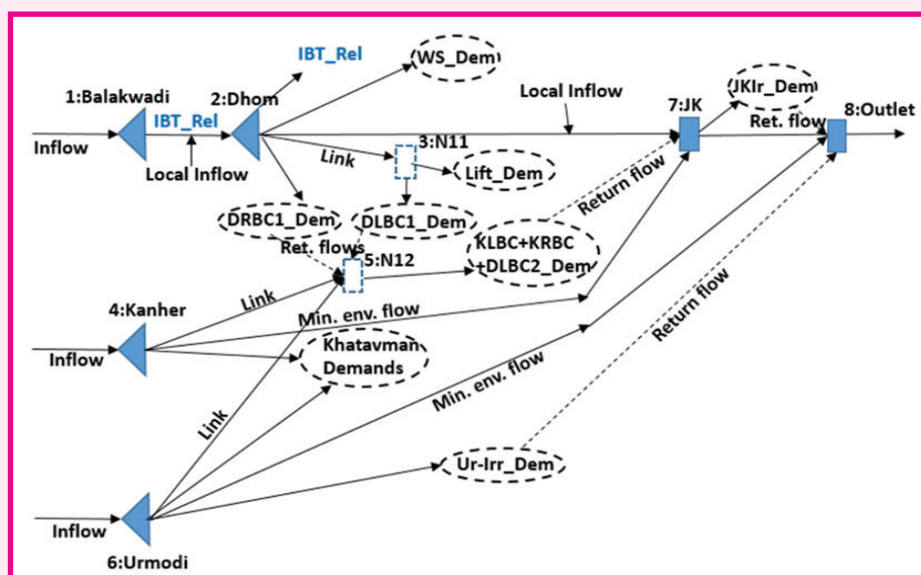 IBT_Rel
WS_Dem
1:Balakwadi
2:Dhom
IBT_Rel
Local Inflow
7:JK
JKIr_Dem
8:Outlet
Ret. flow
Inflow
Local Inflow
Link
3:N11
Lift_Dem
Return flow
DRBC1_Dem
DLBC1_Dem
Ret. flows
5:N12
KLBC+KRBC
+DLBC2_Dem
Link
4:Kanher
Min. env. flow
Inflow
Khatavman
Demands
Return flow
Link
Min. env. flow
Ur-Irr_Dem
Inflow
6:Urmodi